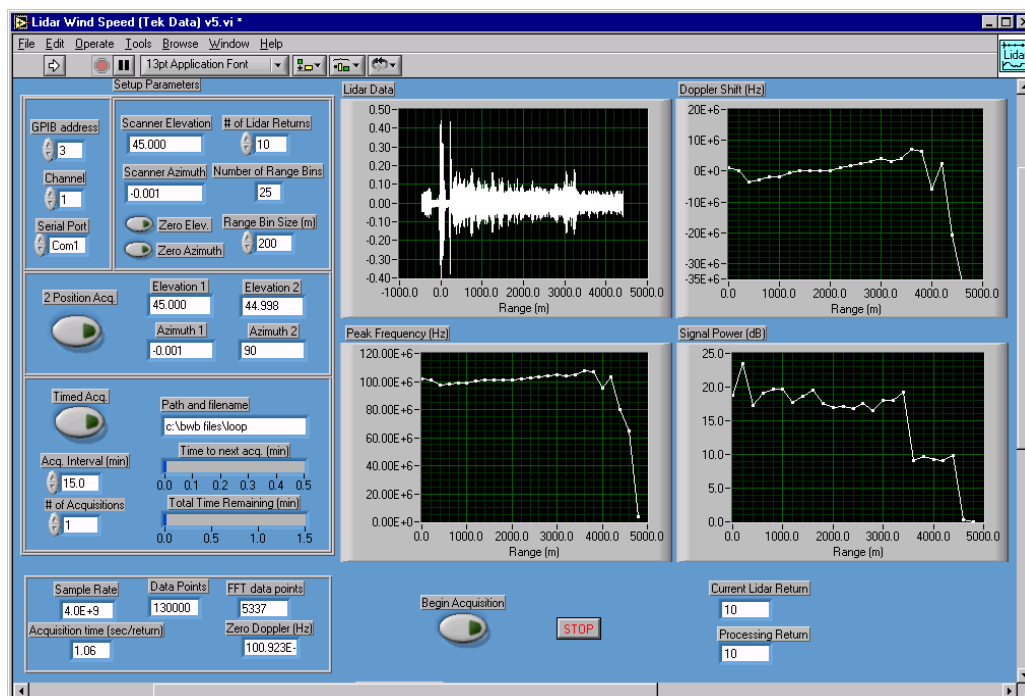 Lidar Wind Speed (Tek Data) v5.vi *
File Edit Operate Tools Browse Window Help
13pt Application Font
Lidar
Setup Parameters
GPIB address
3
Channel
1
Serial Port
Com1
Scanner Elevation
45.000
# of Lidar Returns
10
Scanner Azimuth
-0.001
Number of Range Bins
25
Zero Elev.
Zero Azimuth
Range Bin Size (m)
200
2 Position Acq.
Elevation 1
45.000
Elevation 2
44.998
Azimuth 1
-0.001
Azimuth 2
90
Timed Acq.
Path and filename
c:\bwb files\loop
Acq. Interval (min)
15.0
# of Acquisitions
1
Time to next acq. (min)
0.0 0.1 0.2 0.3 0.4 0.5
Total Time Remaining (min)
0.0 0.5 1.0 1.5
Sample Rate
4.0E+9
Data Points
130000
FFT data points
5337
Acquisition time (sec/return)
1.06
Zero Doppler (Hz)
100.923E-
Lidar Data
0.50
0.40
0.30
0.20
0.10
0.00
-0.10
-0.20
-0.30
-0.40
-1000.0 0.0 1000.0 2000.0 3000.0 4000.0 5000.0
Range (m)
Doppler Shift (Hz)
20E+6
10E+6
0E+0
-10E+6
-20E+6
-30E+6
-35E+6
0.0 1000.0 2000.0 3000.0 4000.0 5000.0
Range (m)
Peak Frequency (Hz)
120.00E+6
100.00E+6
80.00E+6
60.00E+6
40.00E+6
20.00E+6
0.00E+0
0.0 1000.0 2000.0 3000.0 4000.0 5000.0
Range (m)
Signal Power (dB)
25.0
20.0
15.0
10.0
5.0
0.0
0.0 1000.0 2000.0 3000.0 4000.0 5000.0
Range (m)
Begin Acquisition
STOP
Current Lidar Return
10
Processing Return
10